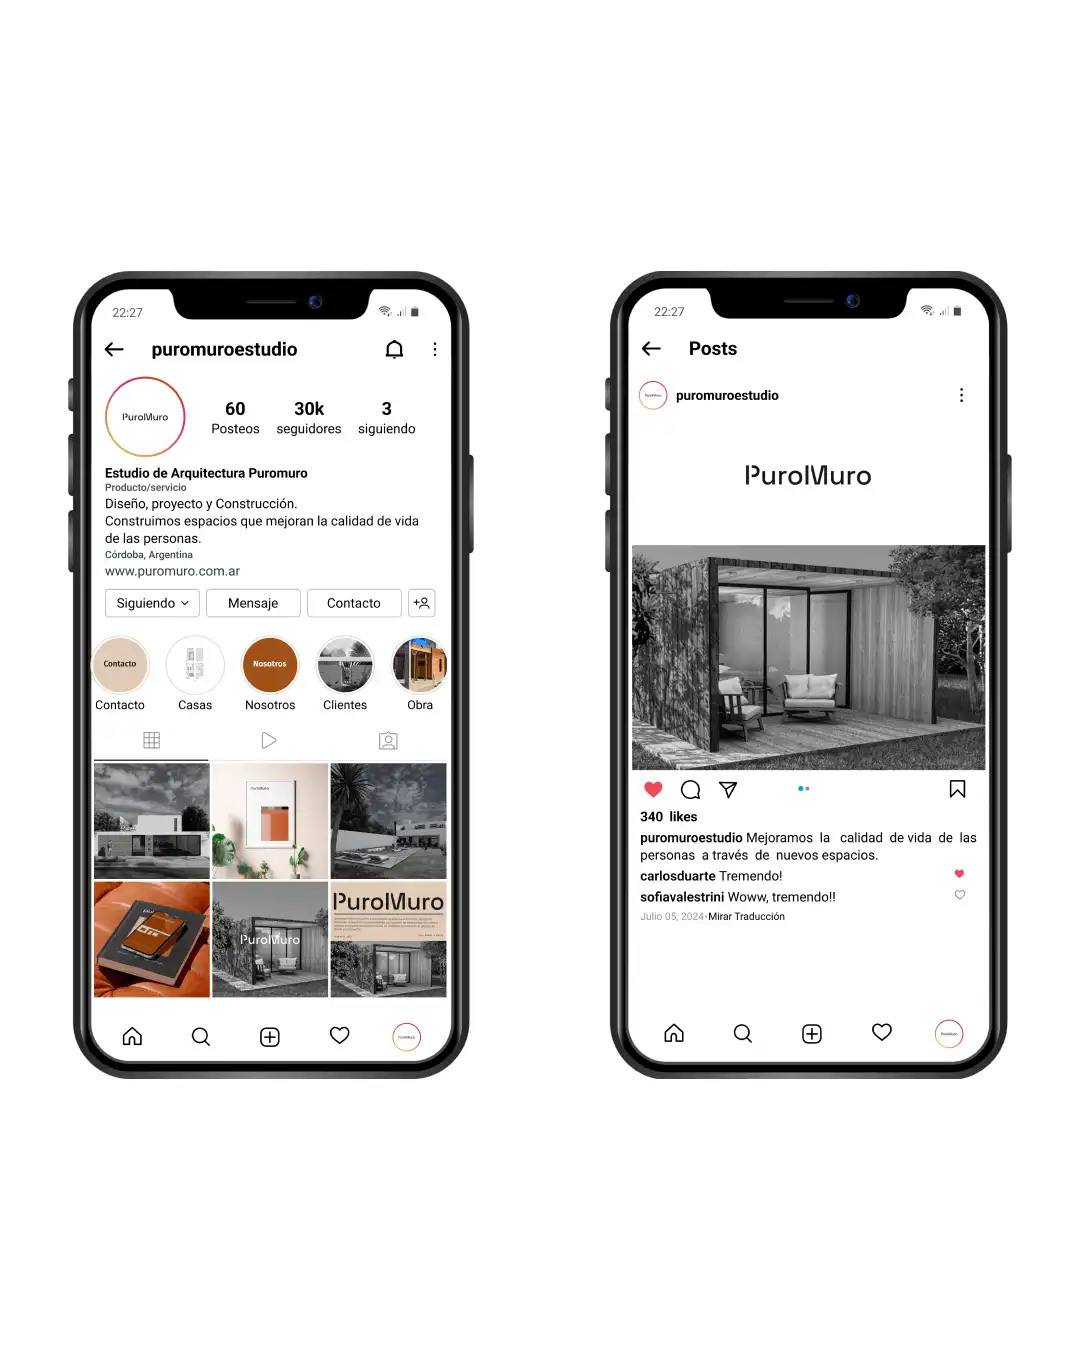 22:27
puromuroestudio
PuroMuro
60
30k
3
Posteos
seguidores
siguiendo
Estudio de Arquitectura Puromuro
Producto/servicio
Diseño, proyecto y Construcción.
Construimos espacios que mejoran la calidad de vida
de las personas.
Córdoba, Argentina
www.puromuro.com.ar
Siguiendo
Mensaje
Contacto
Contacto
Nosotros
Contacto
Casas
Nosotros
Clientes
Obra
PuroMuro
PuroMuro
PuroMuro
PuroMuro
22:27
Posts
PuroMuro
puromuroestudio
PuroMuro
340 likes
puromuroestudio Mejoramos la calidad de vida de las
personas a través de nuevos espacios.
carlosduarte Tremendo!
sofiavalestrini Woww, tremendo!!
Julio 05, 2024·Mirar Traducción
PuroMuro